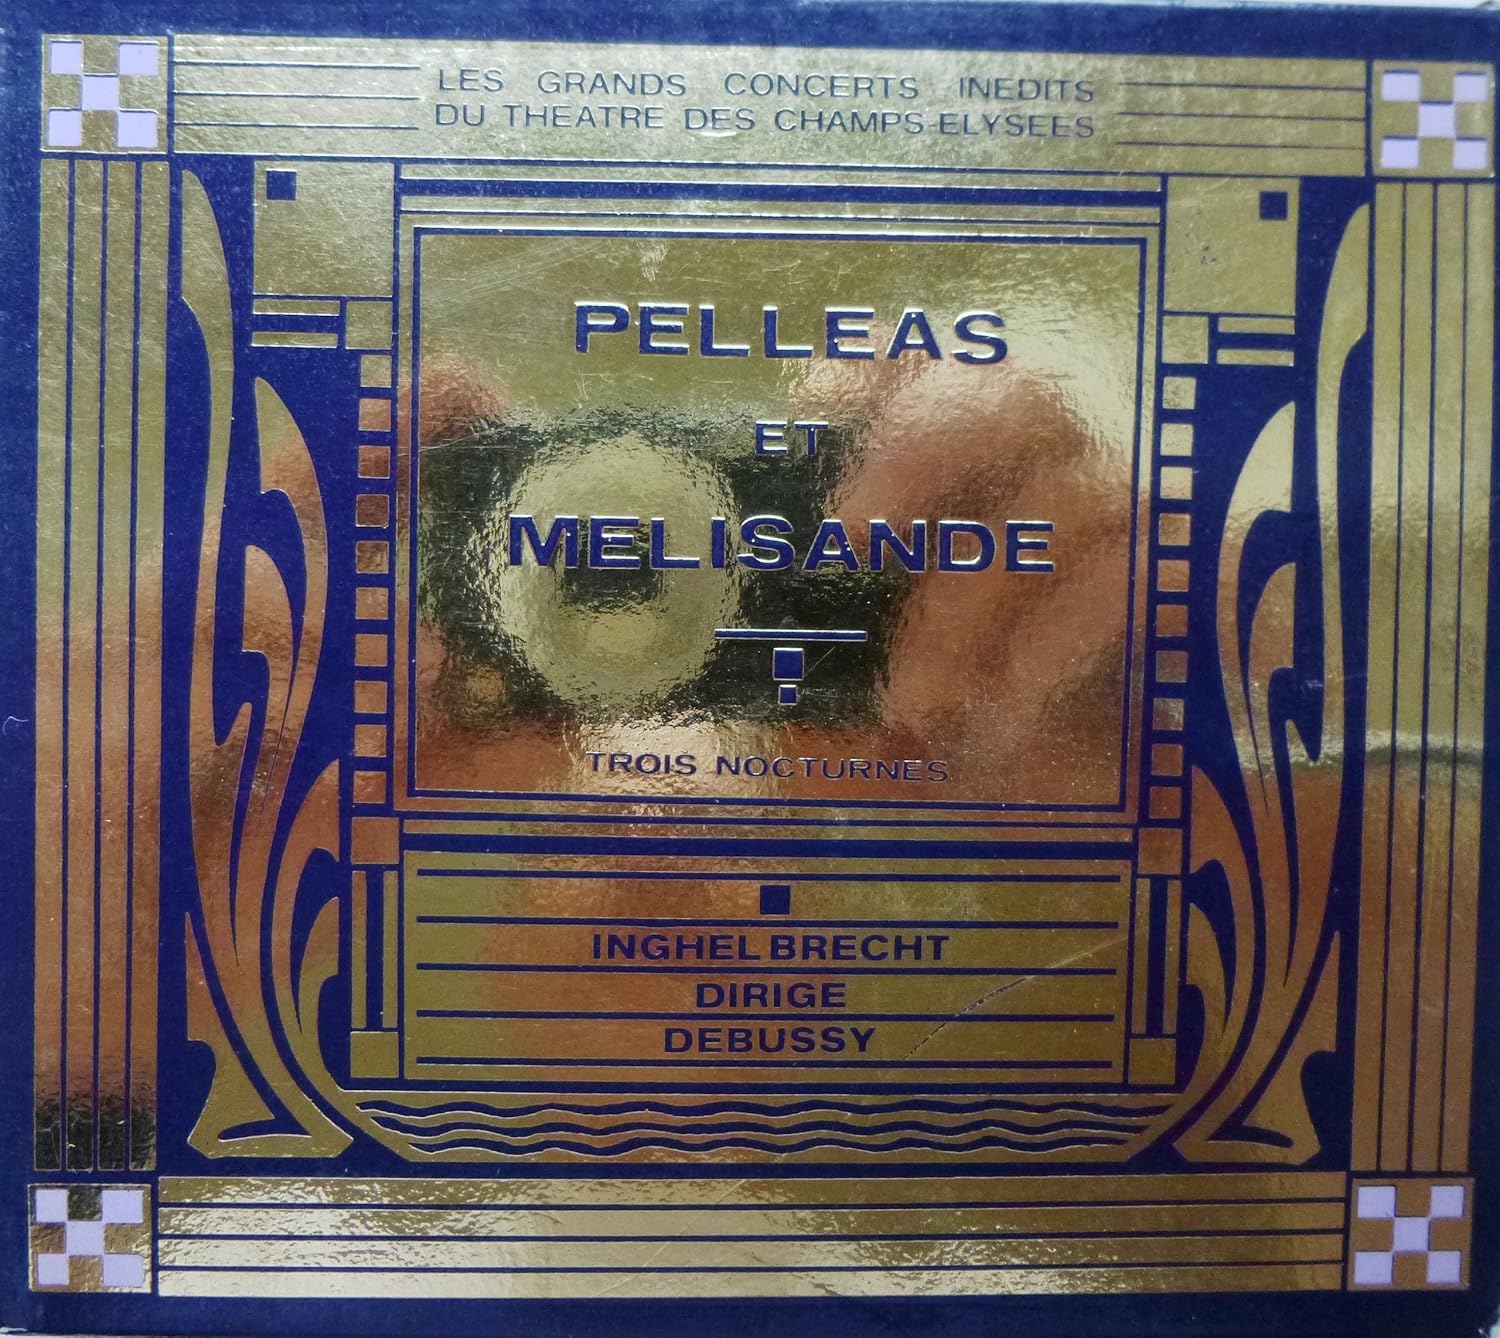 LES GRANDS CONCERTS INEDITS
DU THEATRE DES CHAMPS-ELYSEES
PELLEAS
ET
MELISANDE
TROIS NOCTURNES
INGHELBRECHT
DIRIGE
DEBUSSY